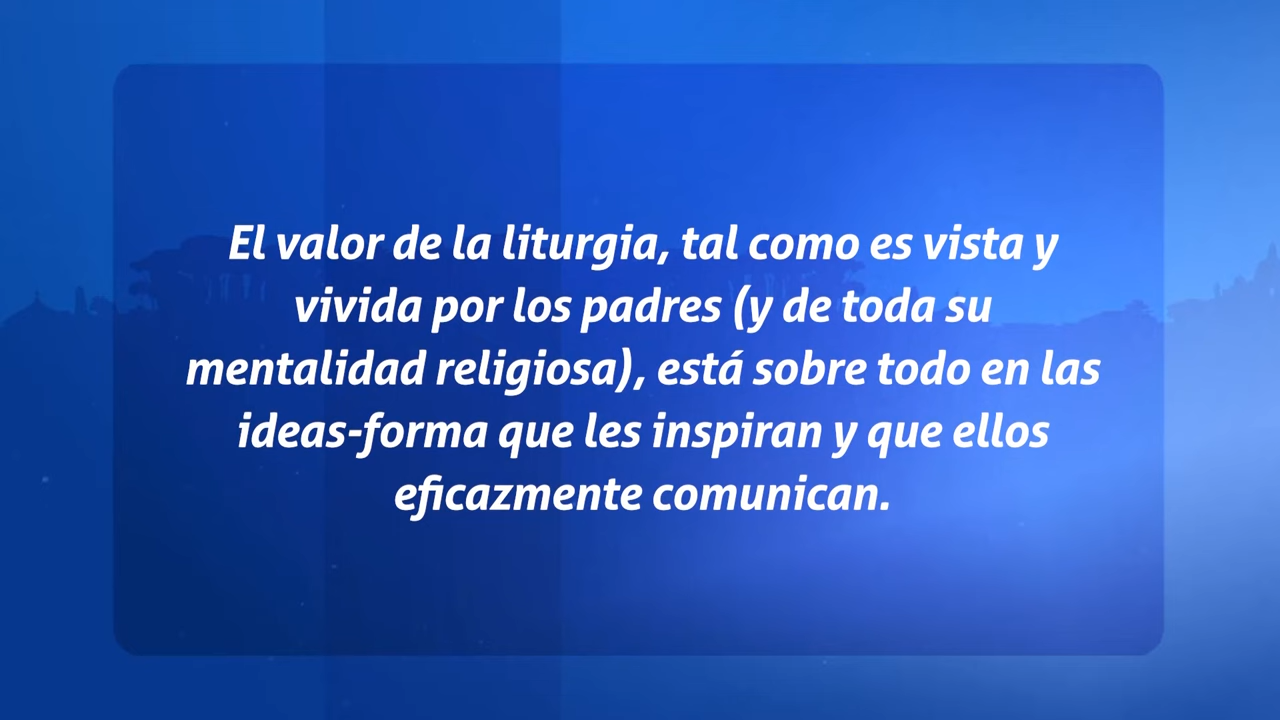 El valor de la liturgia, tal como es vista y
vivida por los padres (y de toda su
mentalidad religiosa), está sobre todo en las
ideas-forma que les inspiran y que ellos
eficazmente comunican.